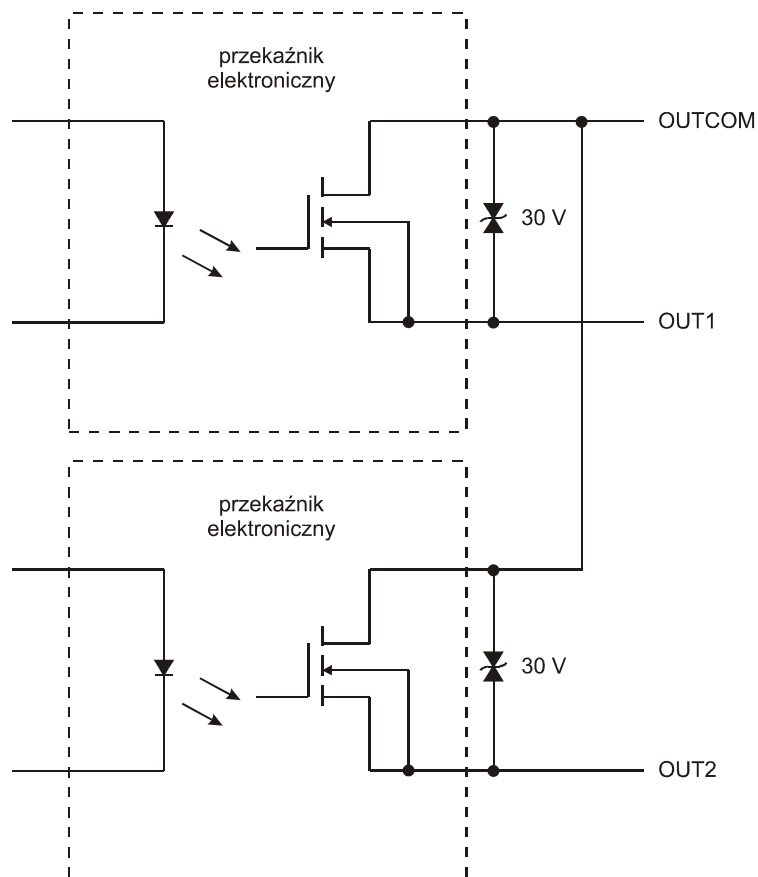 przekaźnik
elektroniczny
OUTCOM
30 V
OUT1
przekaźnik
elektroniczny
30 V
OUT2